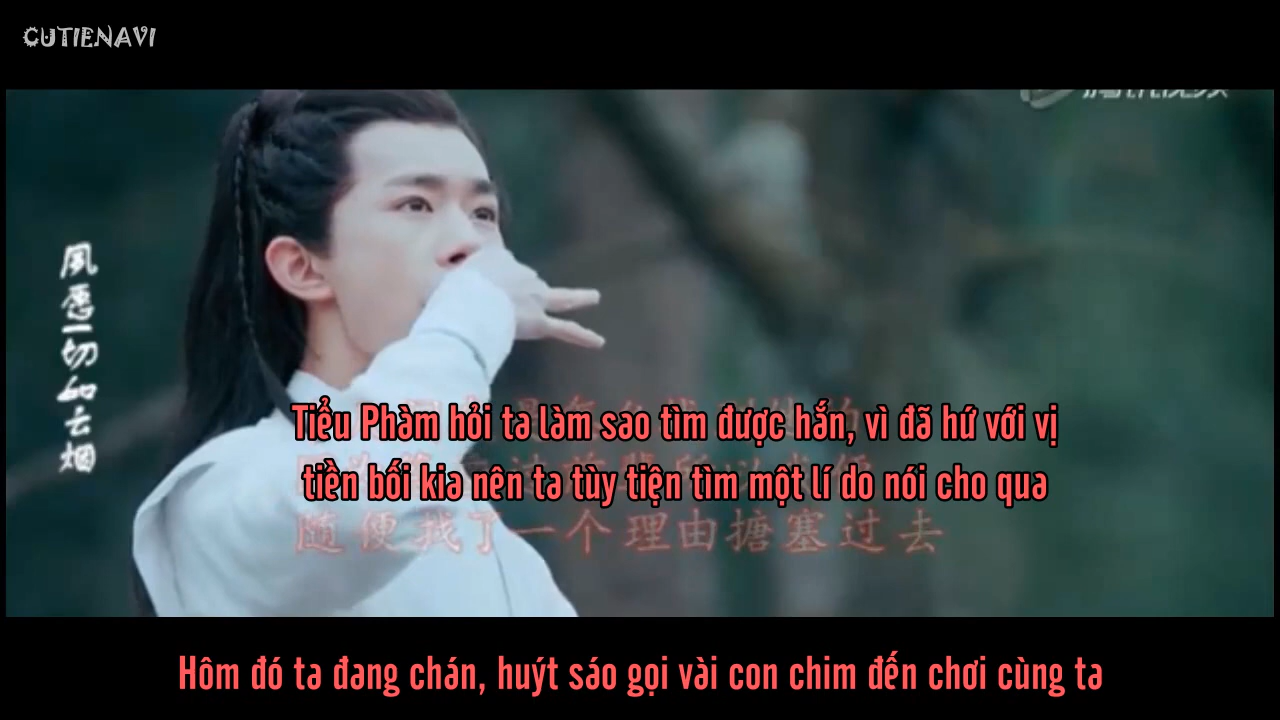 CUTIENAVI
夙愿一切如云烟
Tiểu Phàm hỏi ta làm sao tìm được hắn, vì đã hứ với vị
tiền bối kia nên ta tùy tiện tìm một lí do nói cho qua
随便找了一个理由搪塞过去
Hôm đó ta đang chán, huýt sáo gọi vài con chim đến chơi cùng ta